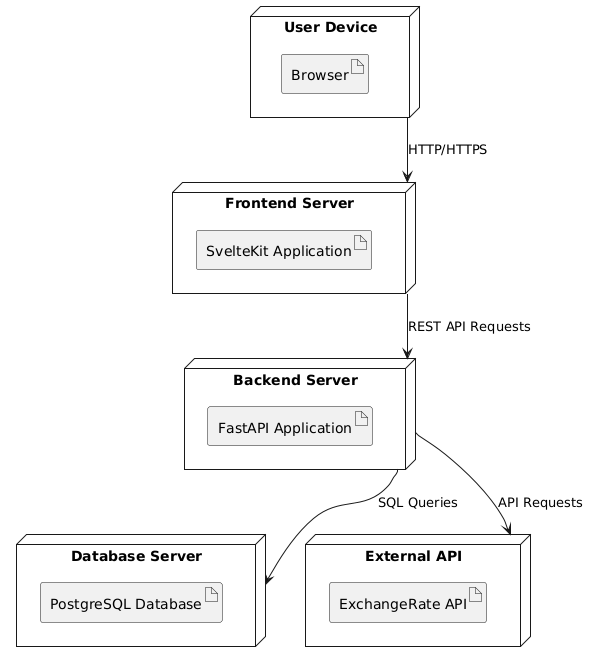 User Device
Browser
HTTP/HTTPS
Frontend Server
SvelteKit Application
REST API Requests
Backend Server
FastAPI Application
SQL Queries
API Requests
Database Server
PostgreSQL Database
External API
ExchangeRate API